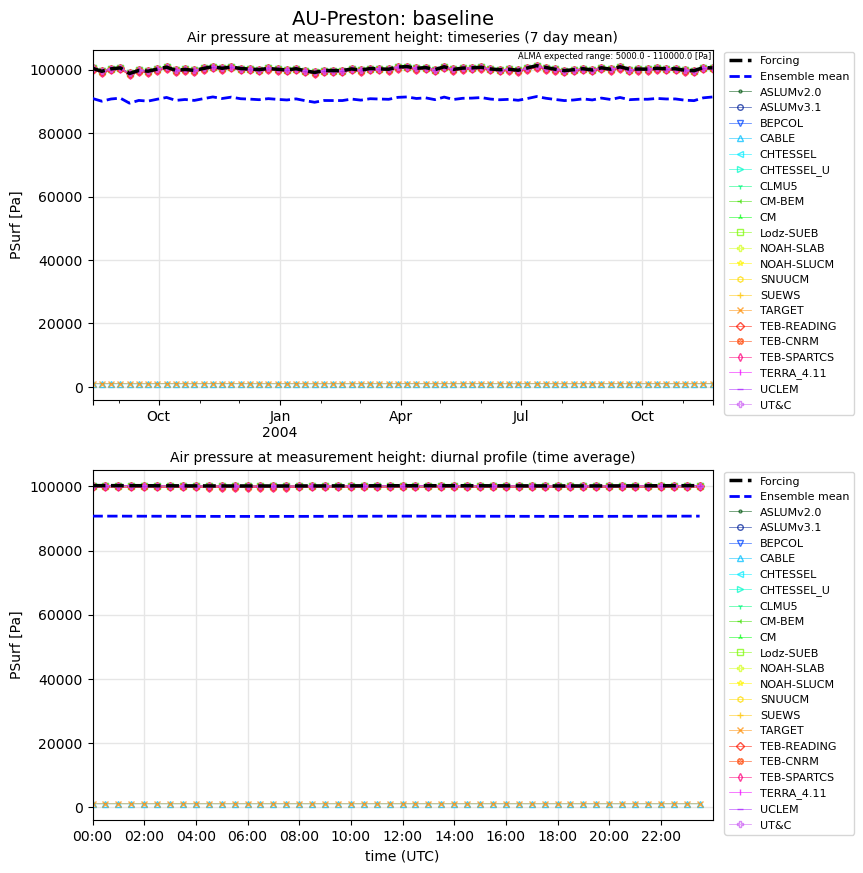 AU-Preston: baseline
Air pressure at measurement height: timeseries (7 day mean)
ALMA expected range: 5000.0 - 110000.0 [Pa]
PSurf [Pa]
100000
80000
60000
40000
20000
0
Oct
Jan
2004
Apr
Jul
Oct
Forcing
Ensemble mean
ASLUMv2.0
ASLUMv3.1
BEPCOL
CABLE
CHTESSEL
CHTESSEL_U
CLMU5
CM-BEM
CM
Lodz-SUEB
NOAH-SLAB
NOAH-SLUCM
SNUUCM
SUEWS
TARGET
TEB-READING
TEB-CNRM
TEB-SPARTCS
TERRA_4.11
UCLEM
UT&C
Air pressure at measurement height: diurnal profile (time average)
PSurf [Pa]
100000
80000
60000
40000
20000
0
00:00
02:00
04:00
06:00
08:00
10:00
12:00
14:00
16:00
18:00
20:00
22:00
time (UTC)
Forcing
Ensemble mean
ASLUMv2.0
ASLUMv3.1
BEPCOL
CABLE
CHTESSEL
CHTESSEL_U
CLMU5
CM-BEM
CM
Lodz-SUEB
NOAH-SLAB
NOAH-SLUCM
SNUUCM
SUEWS
TARGET
TEB-READING
TEB-CNRM
TEB-SPARTCS
TERRA_4.11
UCLEM
UT&C